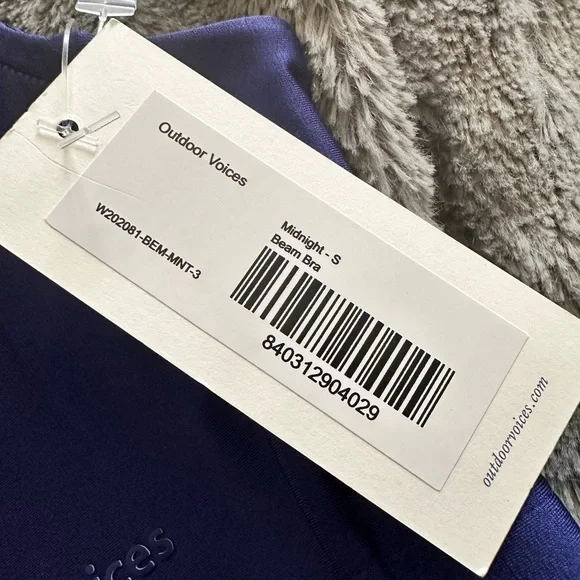 Outdoor Voices
W202081-BEM-MNT-3
Midnight - S
Beam Bra
840312904029
outdoorvoices.com